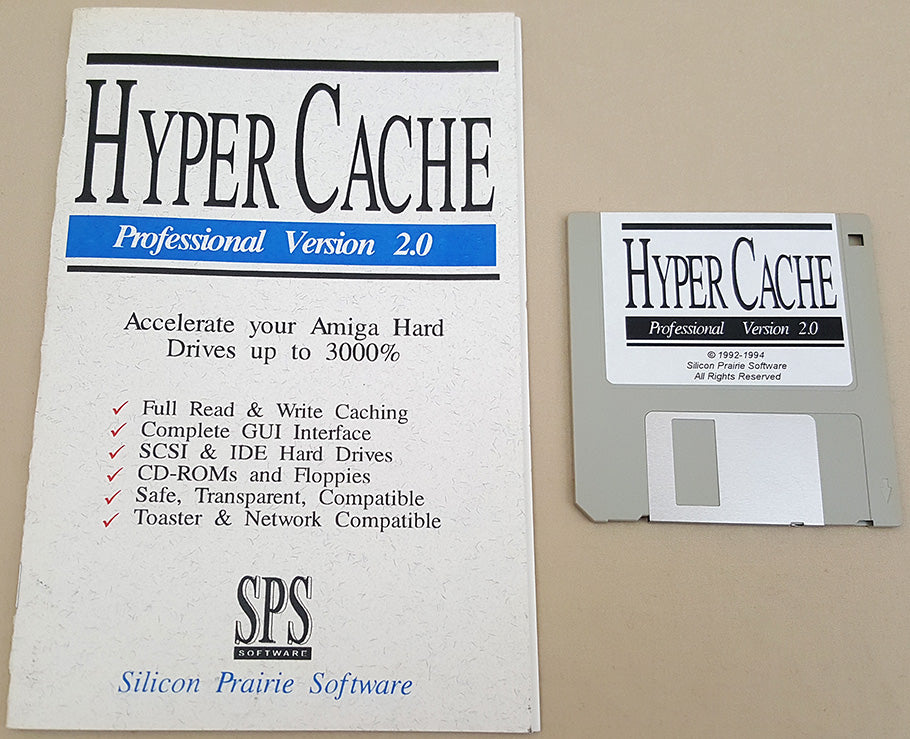 HYPER CACHE
Professional Version 2.0
Accelerate your Amiga Hard
Drives up to 3000%
✓ Full Read & Write Caching
✓ Complete GUI Interface
✓ SCSI & IDE Hard Drives
✓ CD-ROMs and Floppies
✓ Safe, Transparent, Compatible
✓ Toaster & Network Compatible
SPS
SOFTWARE
Silicon Prairie Software
HYPER CACHE
Professional Version 2.0
© 1992-1994
Silicon Prairie Software
All Rights Reserved